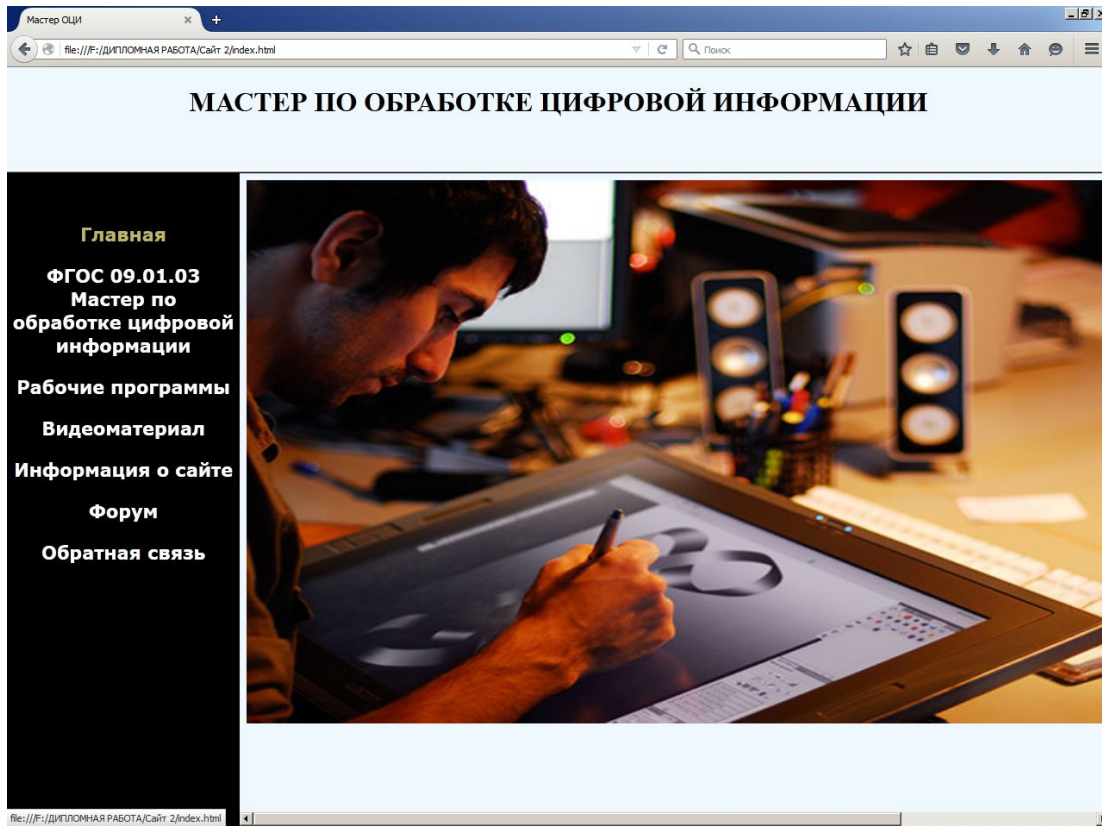 Мастер ОЦИ
file:///F:/ДИПЛОМНАЯ РАБОТА/Сайт 2/index.html
Поиск
МАСТЕР ПО ОБРАБОТКЕ ЦИФРОВОЙ ИНФОРМАЦИИ
Главная
ФГОС 09.01.03
Мастер по
обработке цифровой
информации
Рабочие программы
Видеоматериал
Информация о сайте
Форум
Обратная связь
file:///F:/ДИПЛОМНАЯ РАБОТА/Сайт 2/index.html